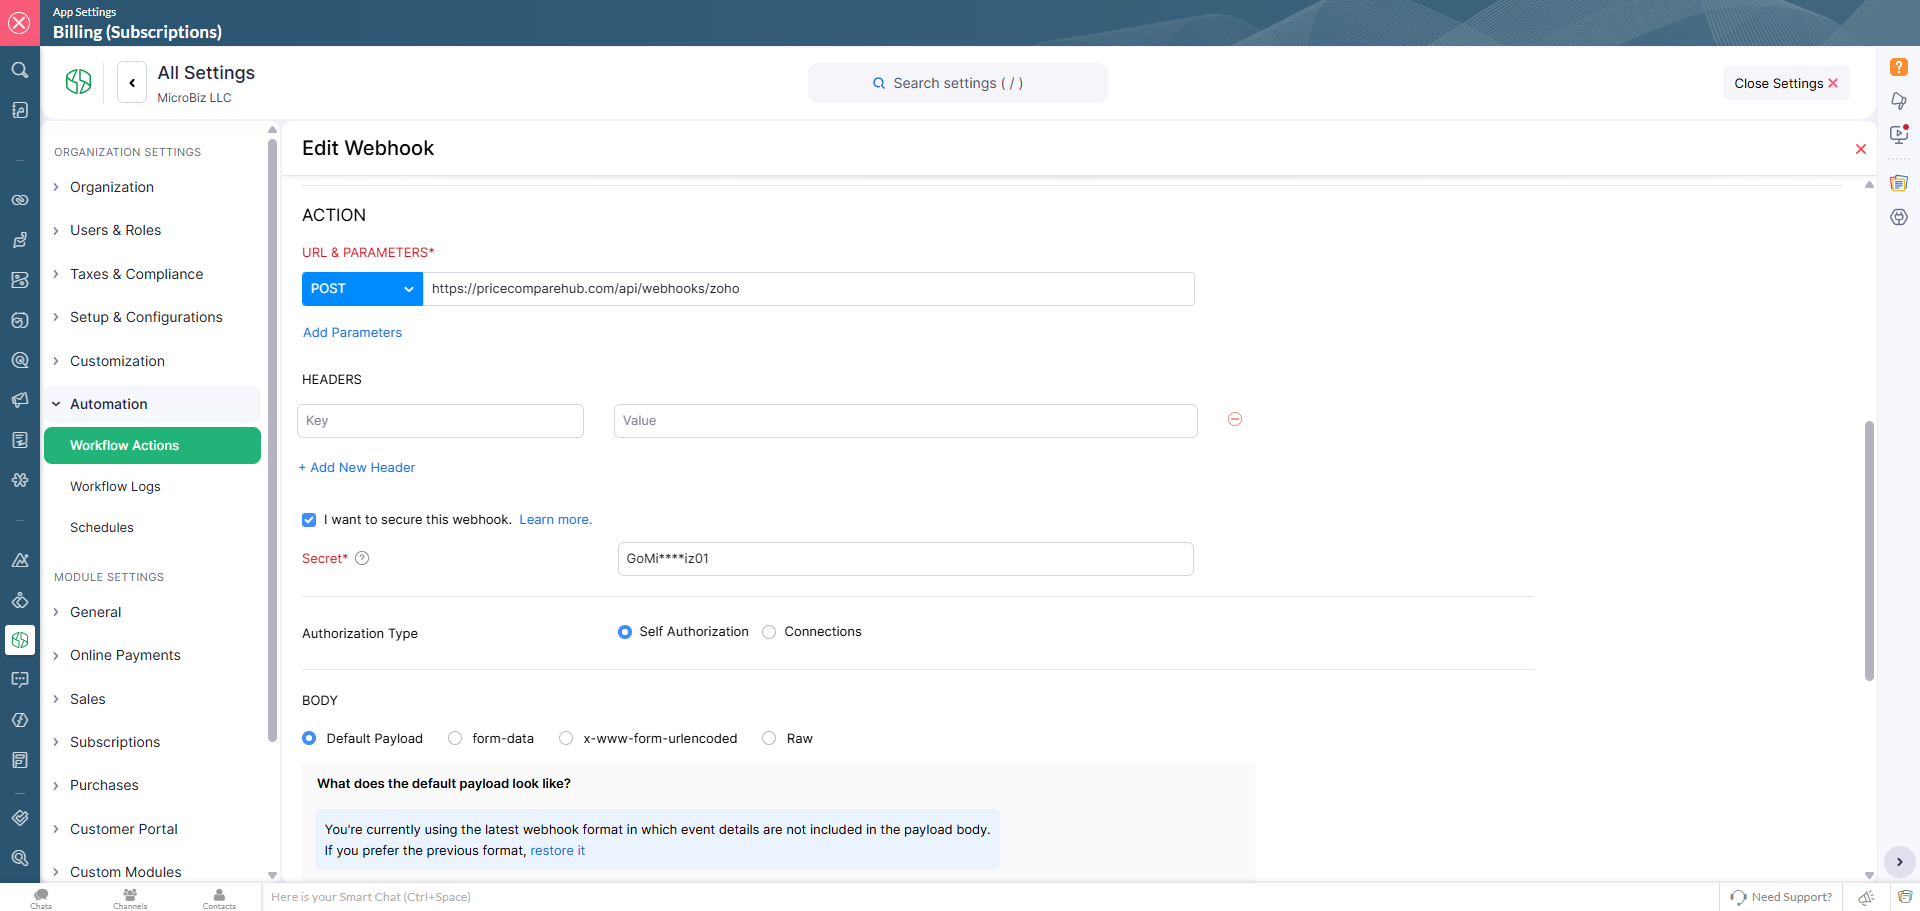 App Settings
Billing (Subscriptions)
All Settings
MicroBiz LLC
Search settings ( / )
Close Settings
ORGANIZATION SETTINGS
Organization
Users & Roles
Taxes & Compliance
Setup & Configurations
Customization
Automation
Workflow Actions
Workflow Logs
Schedules
MODULE SETTINGS
General
Online Payments
Sales
Subscriptions
Purchases
Customer Portal
Custom Modules
Edit Webhook
ACTION
URL & PARAMETERS*
POST
https://pricecomparehub.com/api/webhooks/zoho
Add Parameters
HEADERS
Key
Value
+ Add New Header
I want to secure this webhook. Learn more.
Secret*
GoMi****iz01
Authorization Type
Self Authorization
Connections
BODY
Default Payload
form-data
x-www-form-urlencoded
Raw
What does the default payload look like?
You're currently using the latest webhook format in which event details are not included in the payload body.
If you prefer the previous format, restore it
Chats
Channels
Contacts
Here is your Smart Chat (Ctrl+Space)
Need Support?